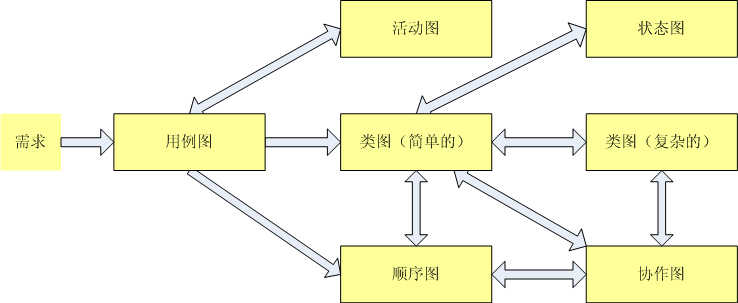 活动图
状态图
需求
用例图
类图（简单的）
类图（复杂的）
顺序图
协作图